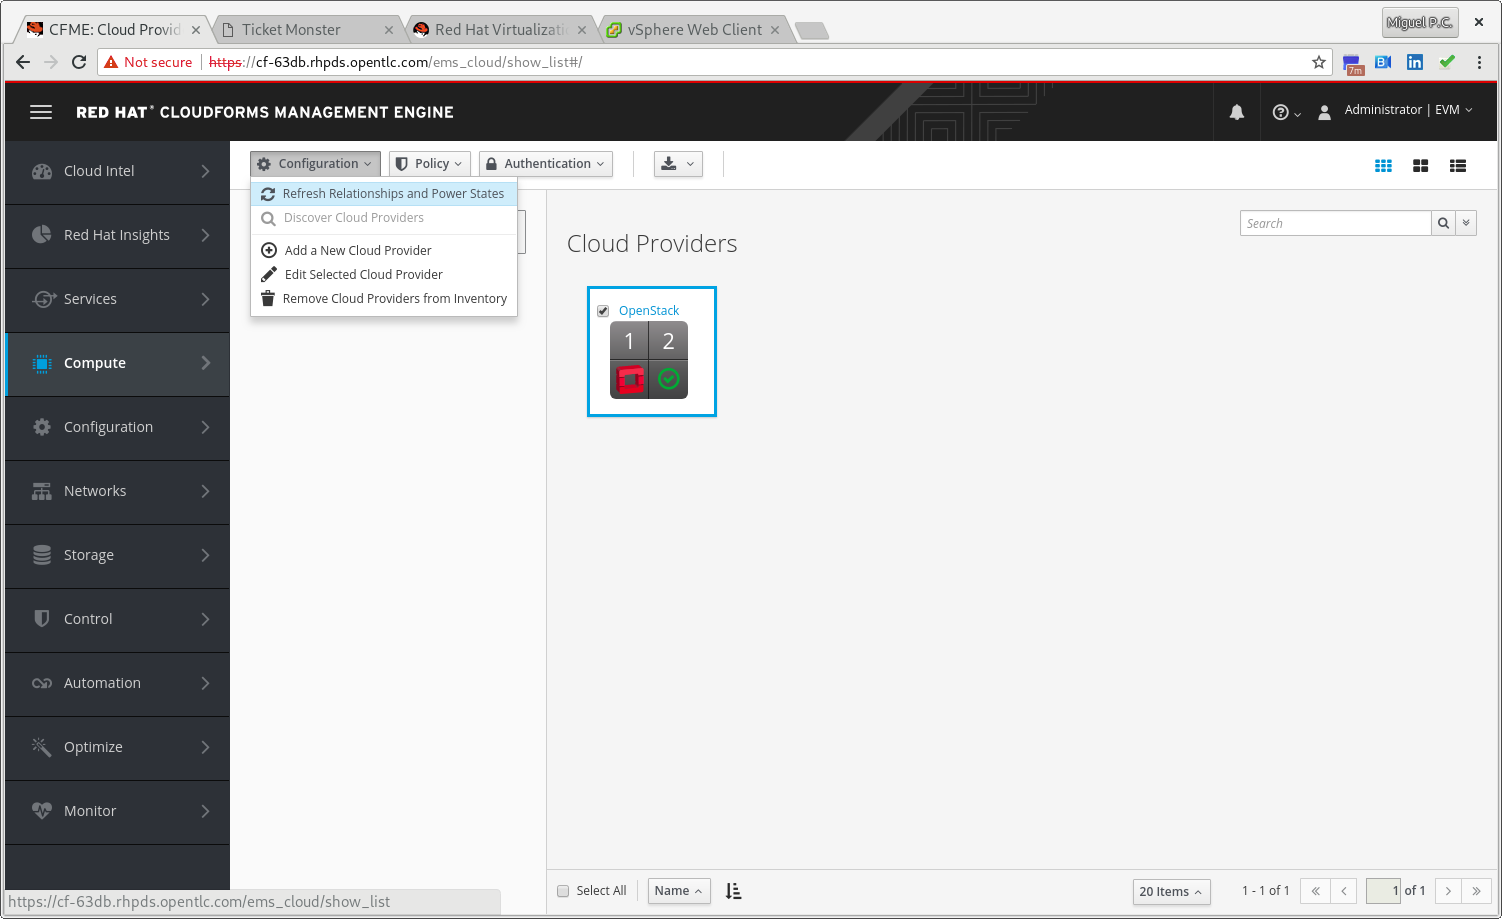 CFME: Cloud Provid
Ticket Monster
Red Hat Virtualizati
vSphere Web Client
Miguel P.C.
Not secure
https://cf-63db.rhpds.opentlc.com/ems_cloud/show_list#/
7m
RED HAT® CLOUDFORMS MANAGEMENT ENGINE
Administrator | EVM
Cloud Intel
Red Hat Insights
Services
Compute
Configuration
Networks
Storage
Control
Automation
Optimize
Monitor
Configuration
Policy
Authentication
Refresh Relationships and Power States
Discover Cloud Providers
Add a New Cloud Provider
Edit Selected Cloud Provider
Remove Cloud Providers from Inventory
Cloud Providers
Search
OpenStack
1 2
Select All
Name
20 Items
1 - 1 of 1
1 of 1
https://cf-63db.rhpds.opentlc.com/ems_cloud/show_list